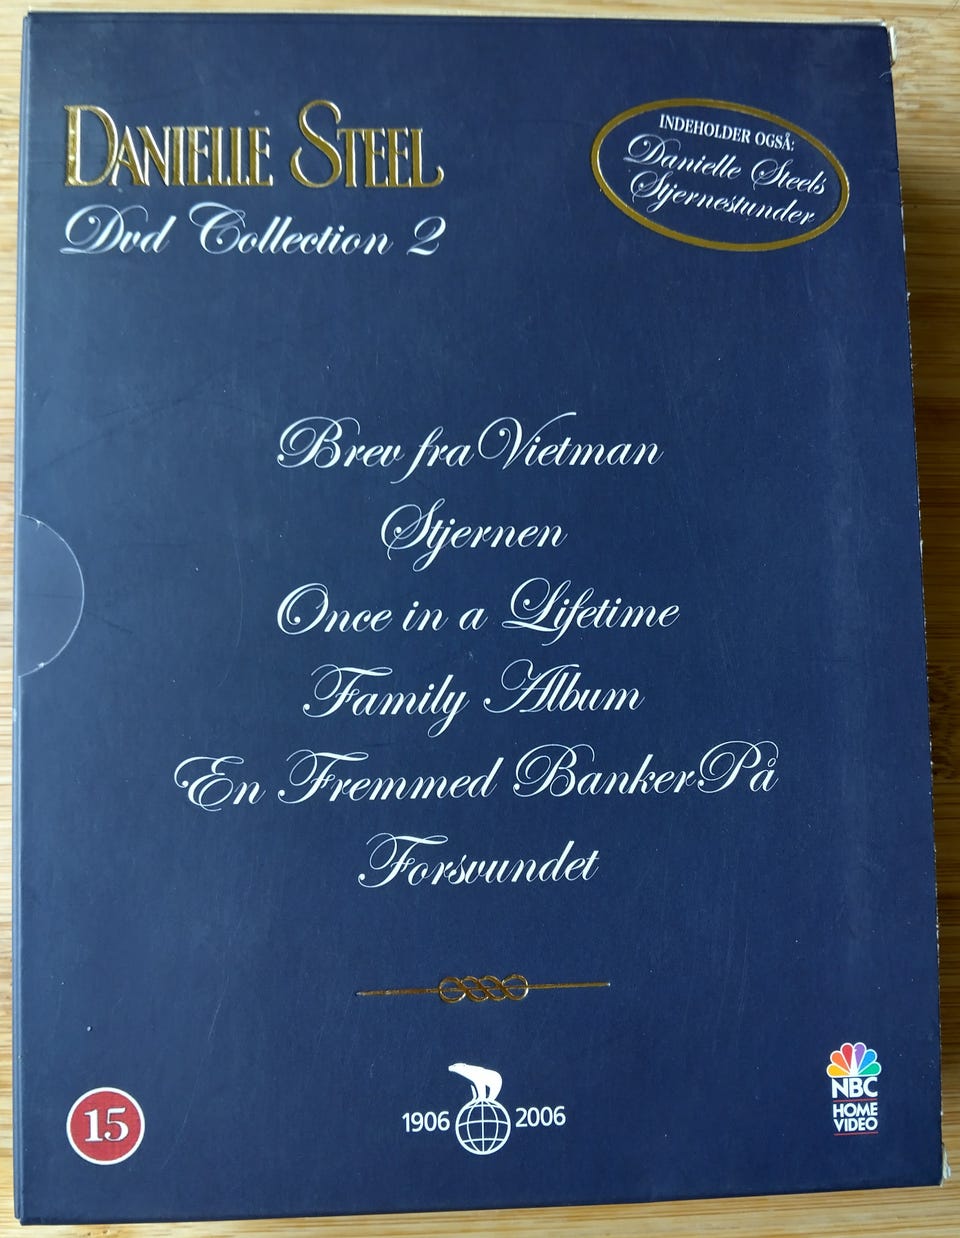 DANIELLE STEEL
Dvd Collection 2
INDEHOLDER OGSÅ:
Danielle Steels
Stjernestunder
Brev fra Vietman
Stjernen
Once in a Lifetime
Family Album
En Fremmed Banker På
Forsvundet
15
1906 2006
NBC
HOME
VIDEO